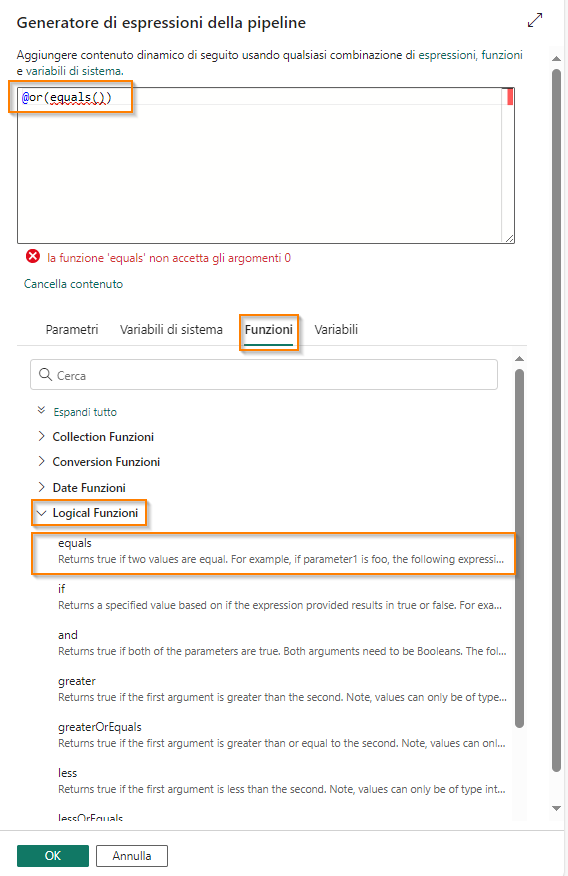 Generatore di espressioni della pipeline
Aggiungere contenuto dinamico di seguito usando qualsiasi combinazione di espressioni, funzioni
e variabili di sistema.
@or(equals())
la funzione 'equals' non accetta gli argomenti 0
Cancella contenuto
Parametri Variabili di sistema Funzioni Variabili
Cerca
Espandi tutto
Collection Funzioni
Conversion Funzioni
Date Funzioni
Logical Funzioni
equals
Returns true if two values are equal. For example, if parameter1 is foo, the following expressi...
if
Returns a specified value based on if the expression provided results in true or false. For exa...
and
Returns true if both of the parameters are true. Both arguments need to be Booleans. The fol...
greater
Returns true if the first argument is greater than the second. Note, values can only be of type...
greaterOrEquals
Returns true if the first argument is greater than or equal to the second. Note, values can onl...
less
Returns true if the first argument is less than the second. Note, values can only be of type int...
lessOrEquals
OK Annulla